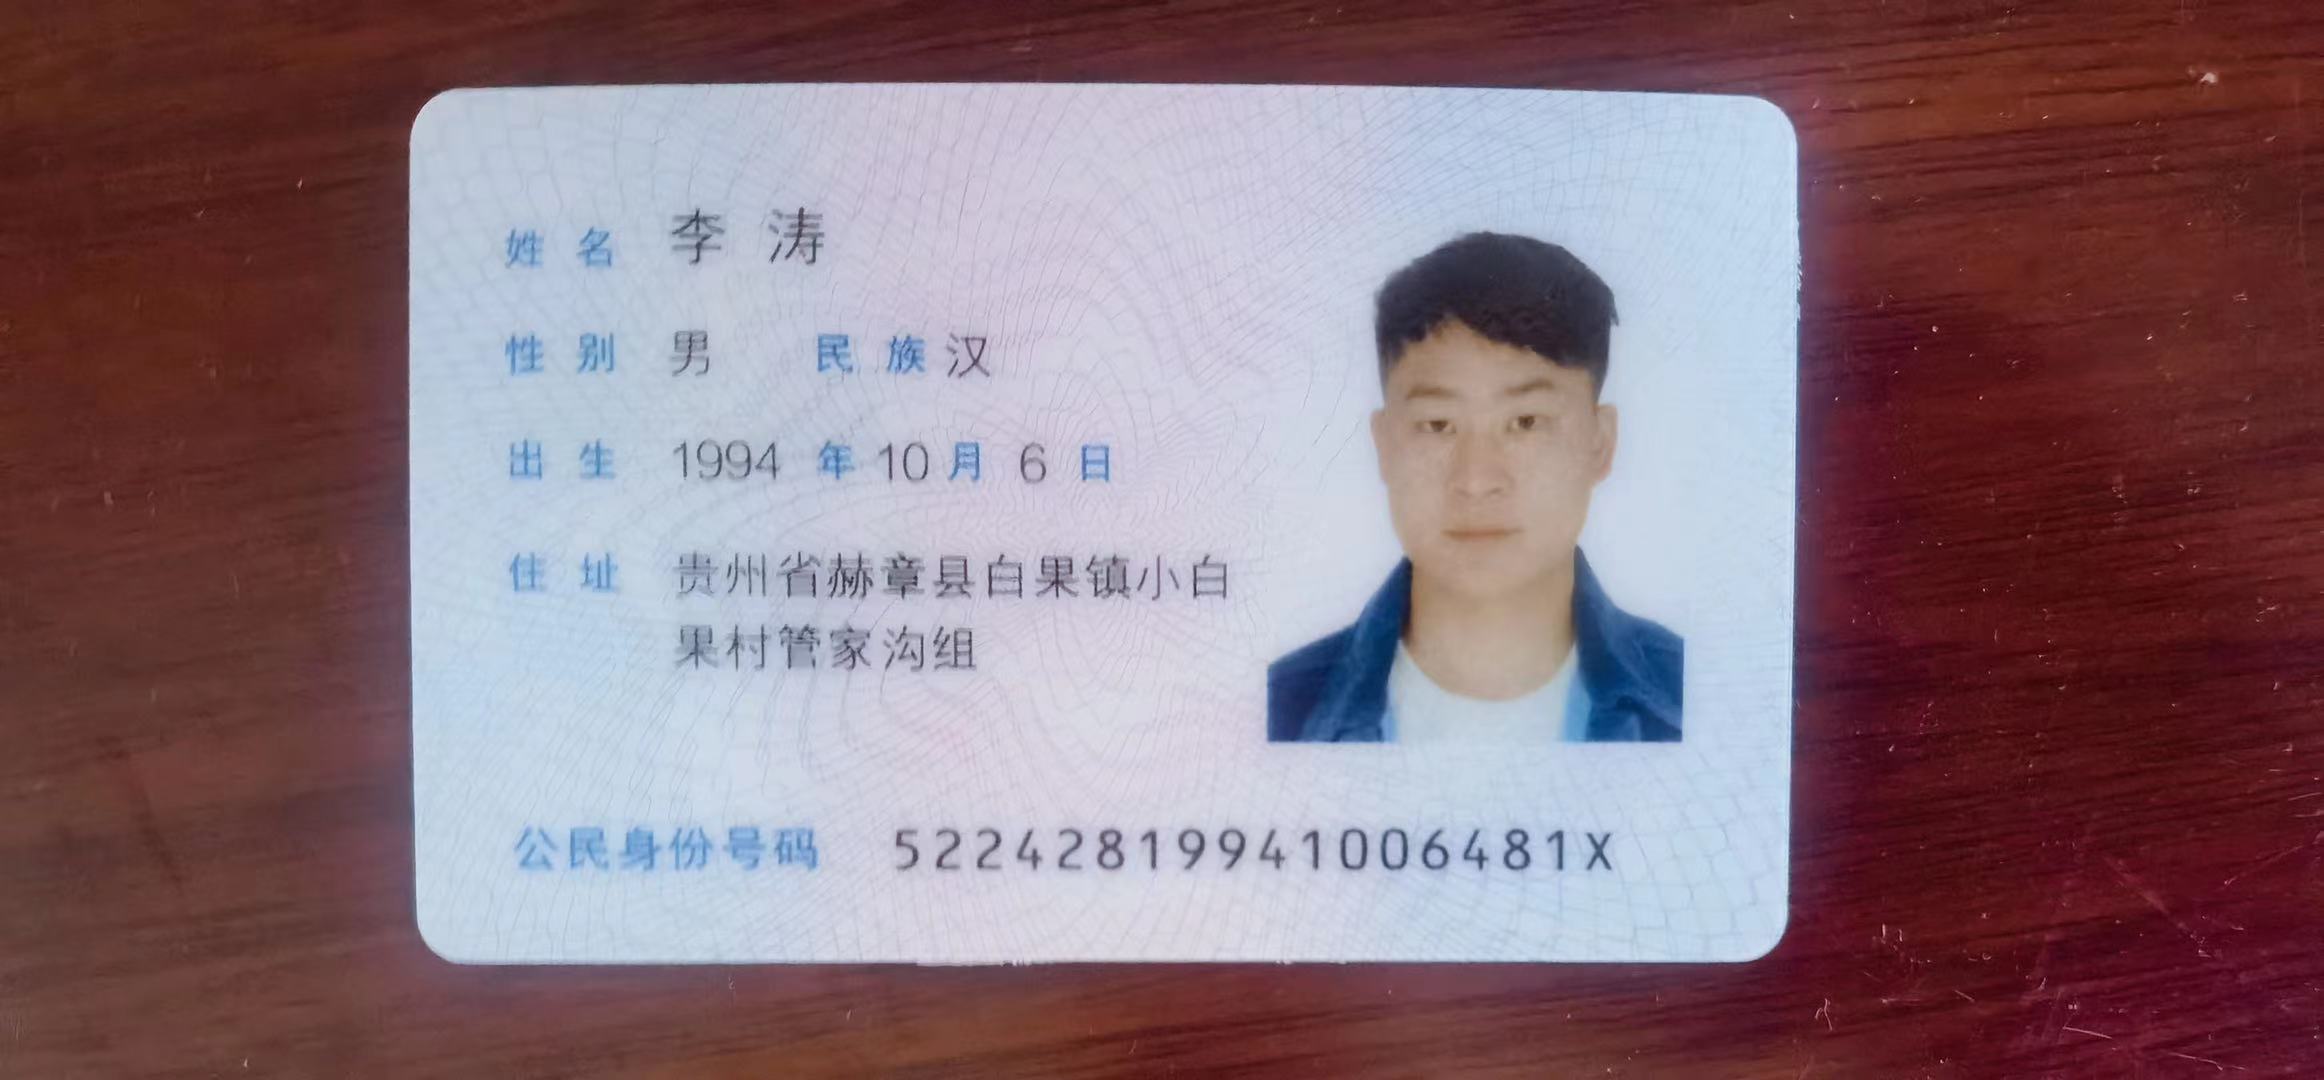 姓名 李涛
性别 男 民族 汉
出生 1994 年 10 月 6 日
住址 贵州省赫章县白果镇小白
果村管家沟组
公民身份号码 52242819941006481X